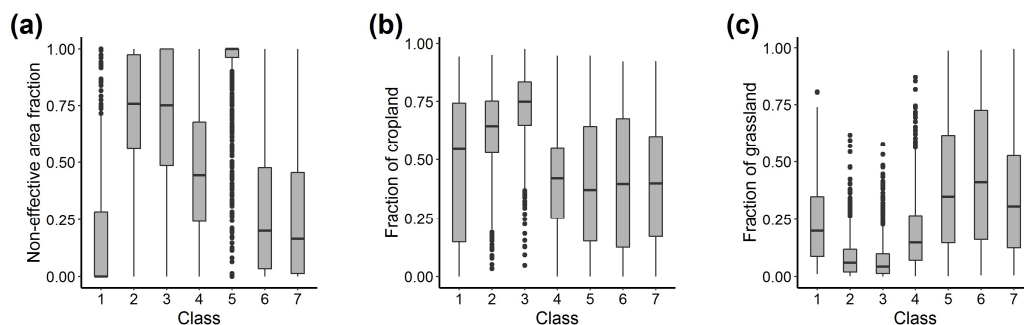 (a)
Non-effective area fraction
1.00
0.75
0.50
0.25
0.00
1 2 3 4 5 6 7
Class
(b)
Fraction of cropland
1.00
0.75
0.50
0.25
0.00
1 2 3 4 5 6 7
Class
(c)
Fraction of grassland
1.00
0.75
0.50
0.25
0.00
1 2 3 4 5 6 7
Class